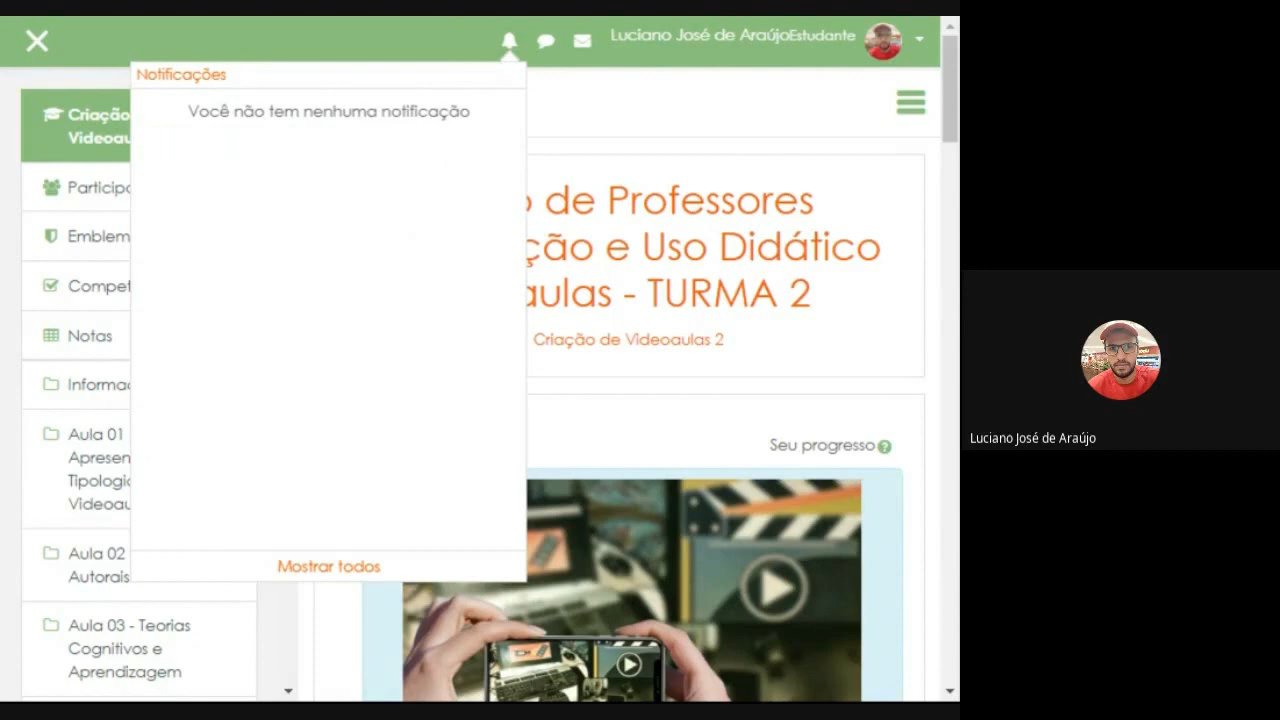 Luciano José de AraújoEstudante
Notificações
Você não tem nenhuma notificação
Mostrar todos
Criação
Videoau
Particip
Emblem
Compet
Notas
Informa
Aula 01
Apresen
Tipologi
Videoau
Aula 02
Autorais
Aula 03 - Teorias
Cognitivos e
Aprendizagem
de Professores
ção e Uso Didático
aulas - TURMA 2
Criação de Videoaulas 2
Seu progresso
Luciano José de Araújo